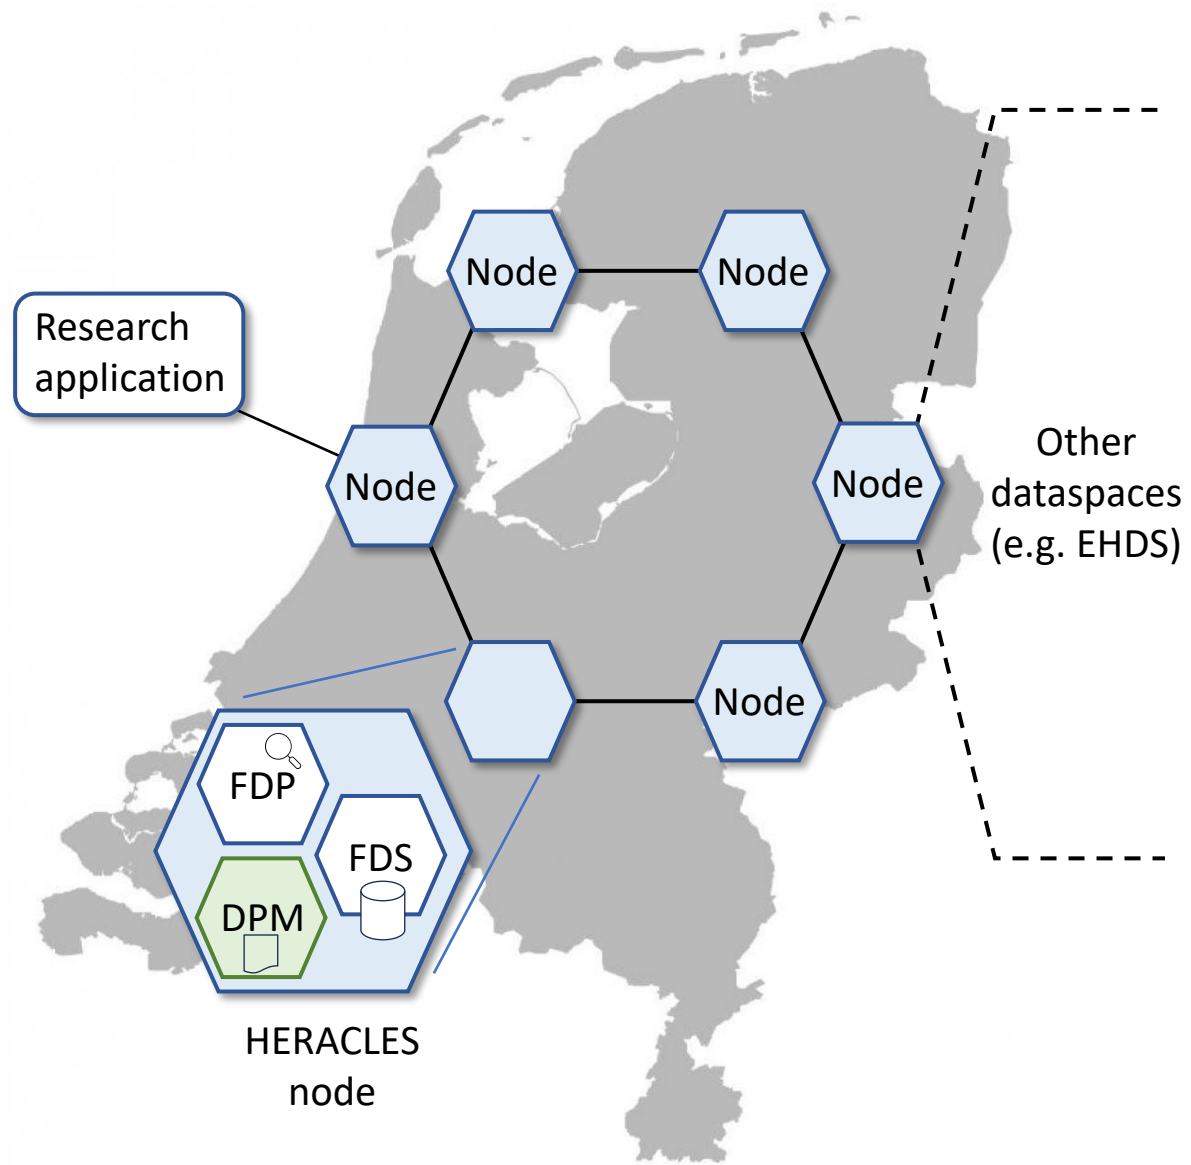 Node
Node
Research
application
Node
Node
Other
dataspaces
(e.g. EHDS)
Node
FDP
FDS
DPM
HERACLES
node